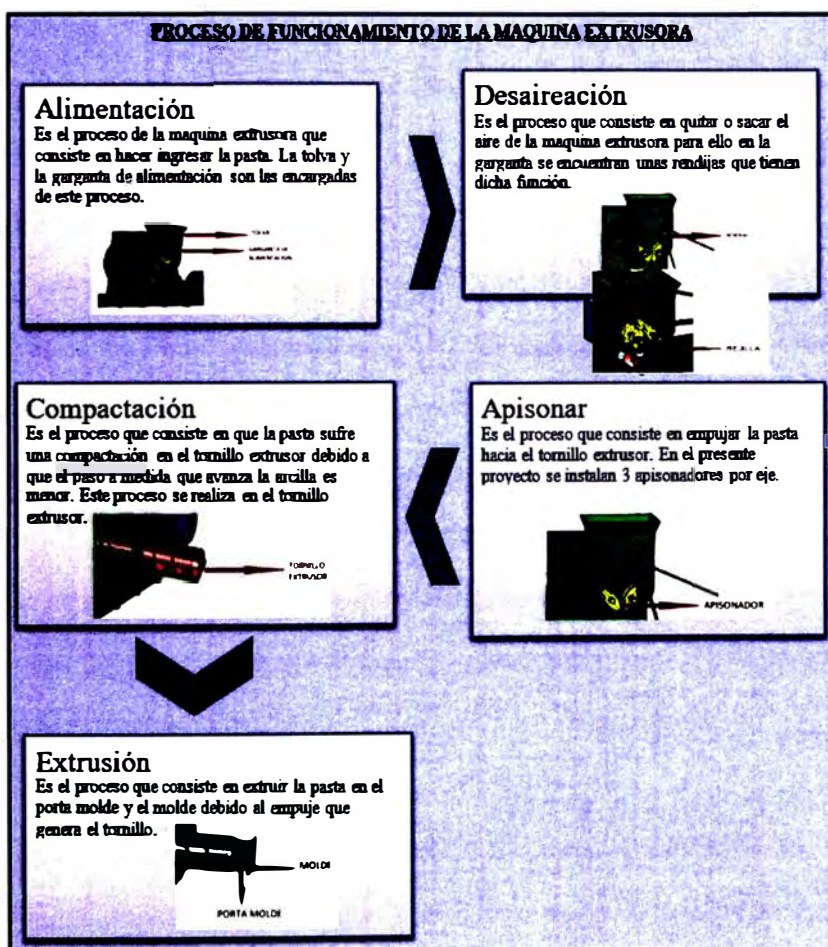 PROCESO DE FUNCIONAMIENTO DE LA MAQUINA EXTRUSORA
Alimentación
Es el proceso de la maquina extrusora que
consiste en hacer ingresar la pasta. La tolva y
la garganta de alimentación son las encargadas
de este proceso.
TOLVA
GARGANTA DE
ALIMENTACION
Desaireación
Es el proceso que consiste en quitar o sacar el
aire de la maquina extrusora para ello en la
garganta se encuentran unas rendijas que tienen
dicha función.
REJILLA
Apisonar
Es el proceso que consiste en empujar la pasta
hacia el tornillo extrusor. En el presente
proyecto se instalan 3 apisonadores por eje.
APISONADOR
Compactación
Es el proceso que consiste en que la pasta sufre
una compactación en el tornillo extrusor debido a
que el paso a medida que avanza la arcilla es
menor. Este proceso se realiza en el tornillo
extrusor.
TORNILLO
EXTRUSOR
Extrusión
Es el proceso que consiste en extruir la pasta en el
porta molde y el molde debido al empuje que
genera el tornillo.
MOLDE
PORTA MOLDE